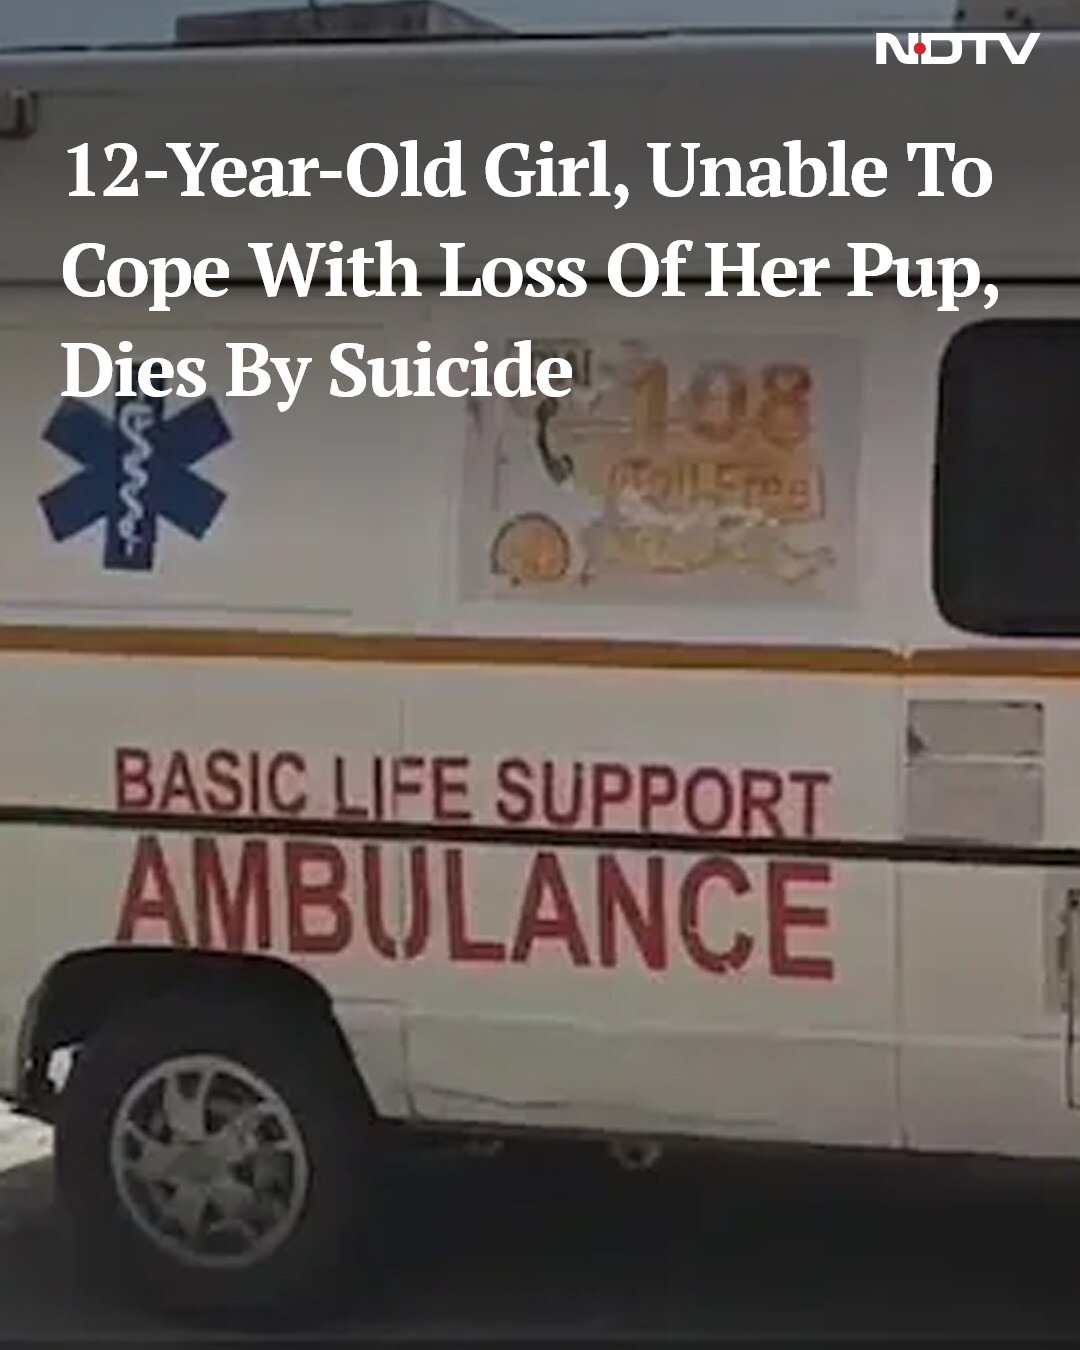 NDTV
12-Year-Old Girl, Unable To
Cope With Loss Of Her Pup,
Dies By Suicide
108
Toll Free
BASIC LIFE SUPPORT
AMBULANCE